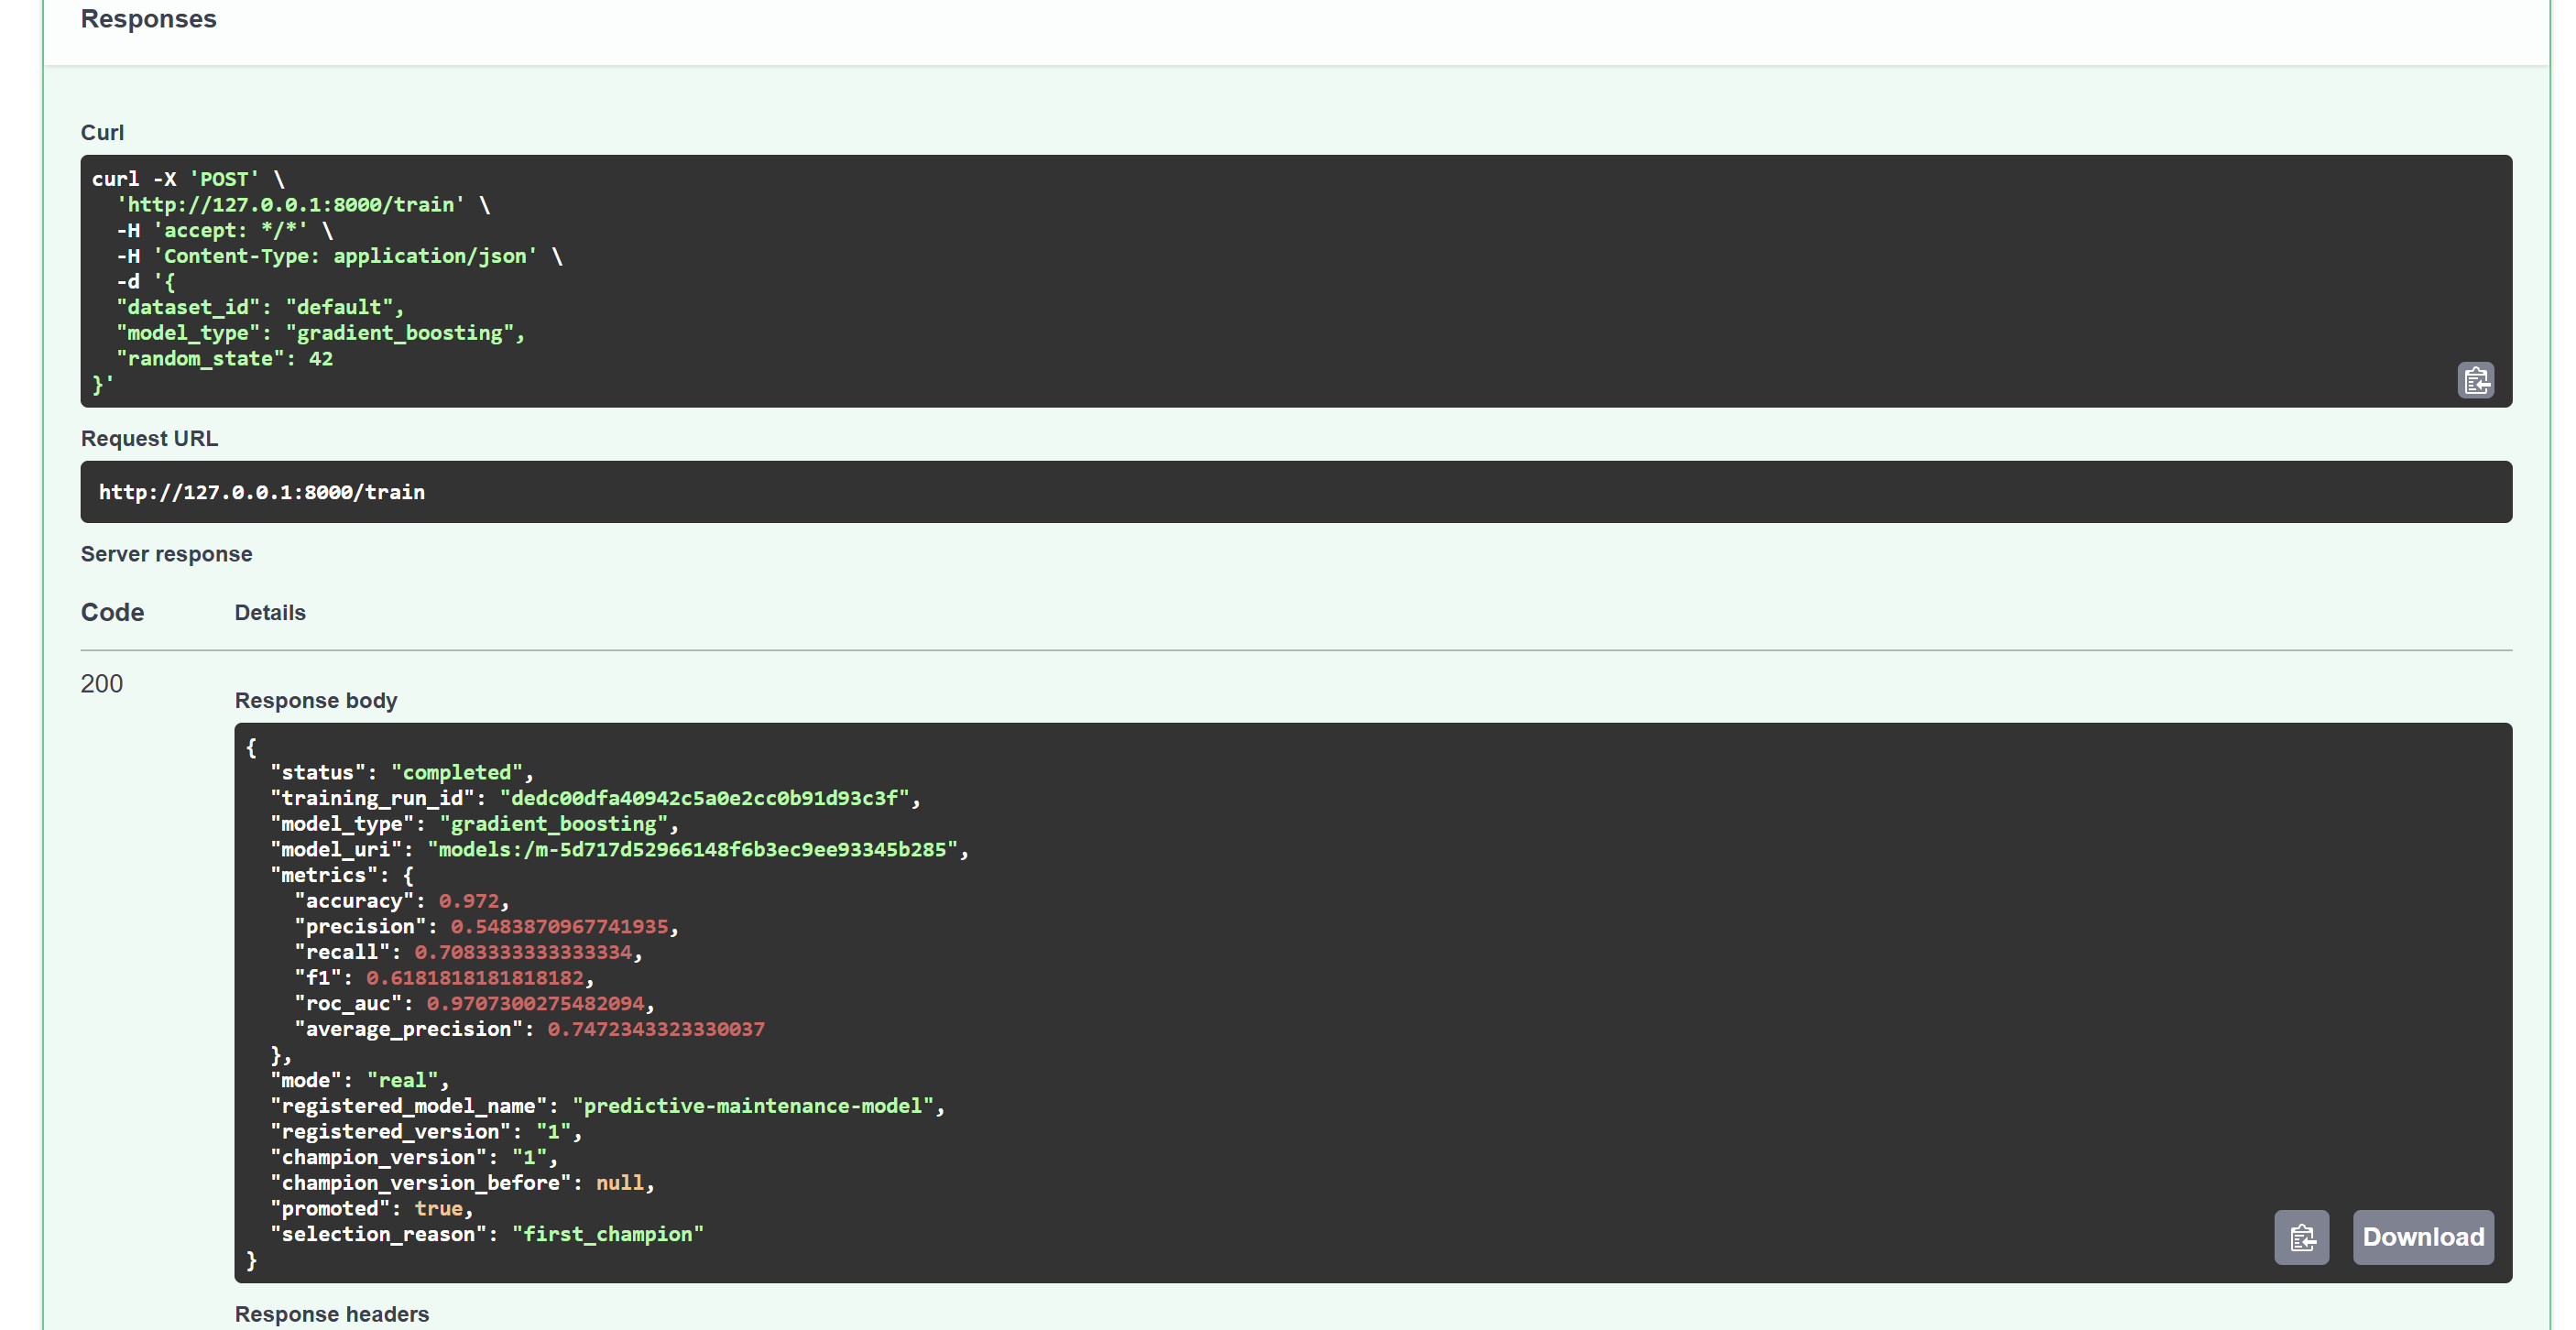 Responses
Curl
curl -X 'POST' \
  'http://127.0.0.1:8000/train' \
  -H 'accept: */*' \
  -H 'Content-Type: application/json' \
  -d '{
  "dataset_id": "default",
  "model_type": "gradient_boosting",
  "random_state": 42
}'
Request URL
http://127.0.0.1:8000/train
Server response
Code Details
200
Response body
{
  "status": "completed",
  "training_run_id": "dedc00dfa40942c5a0e2cc0b91d93c3f",
  "model_type": "gradient_boosting",
  "model_uri": "models:/m-5d717d52966148f6b3ec9ee93345b285",
  "metrics": {
    "accuracy": 0.972,
    "precision": 0.5483870967741935,
    "recall": 0.7083333333333334,
    "f1": 0.6181818181818182,
    "roc_auc": 0.9707300275482094,
    "average_precision": 0.7472343323330037
  },
  "mode": "real",
  "registered_model_name": "predictive-maintenance-model",
  "registered_version": "1",
  "champion_version": "1",
  "champion_version_before": null,
  "promoted": true,
  "selection_reason": "first_champion"
}
Download
Response headers